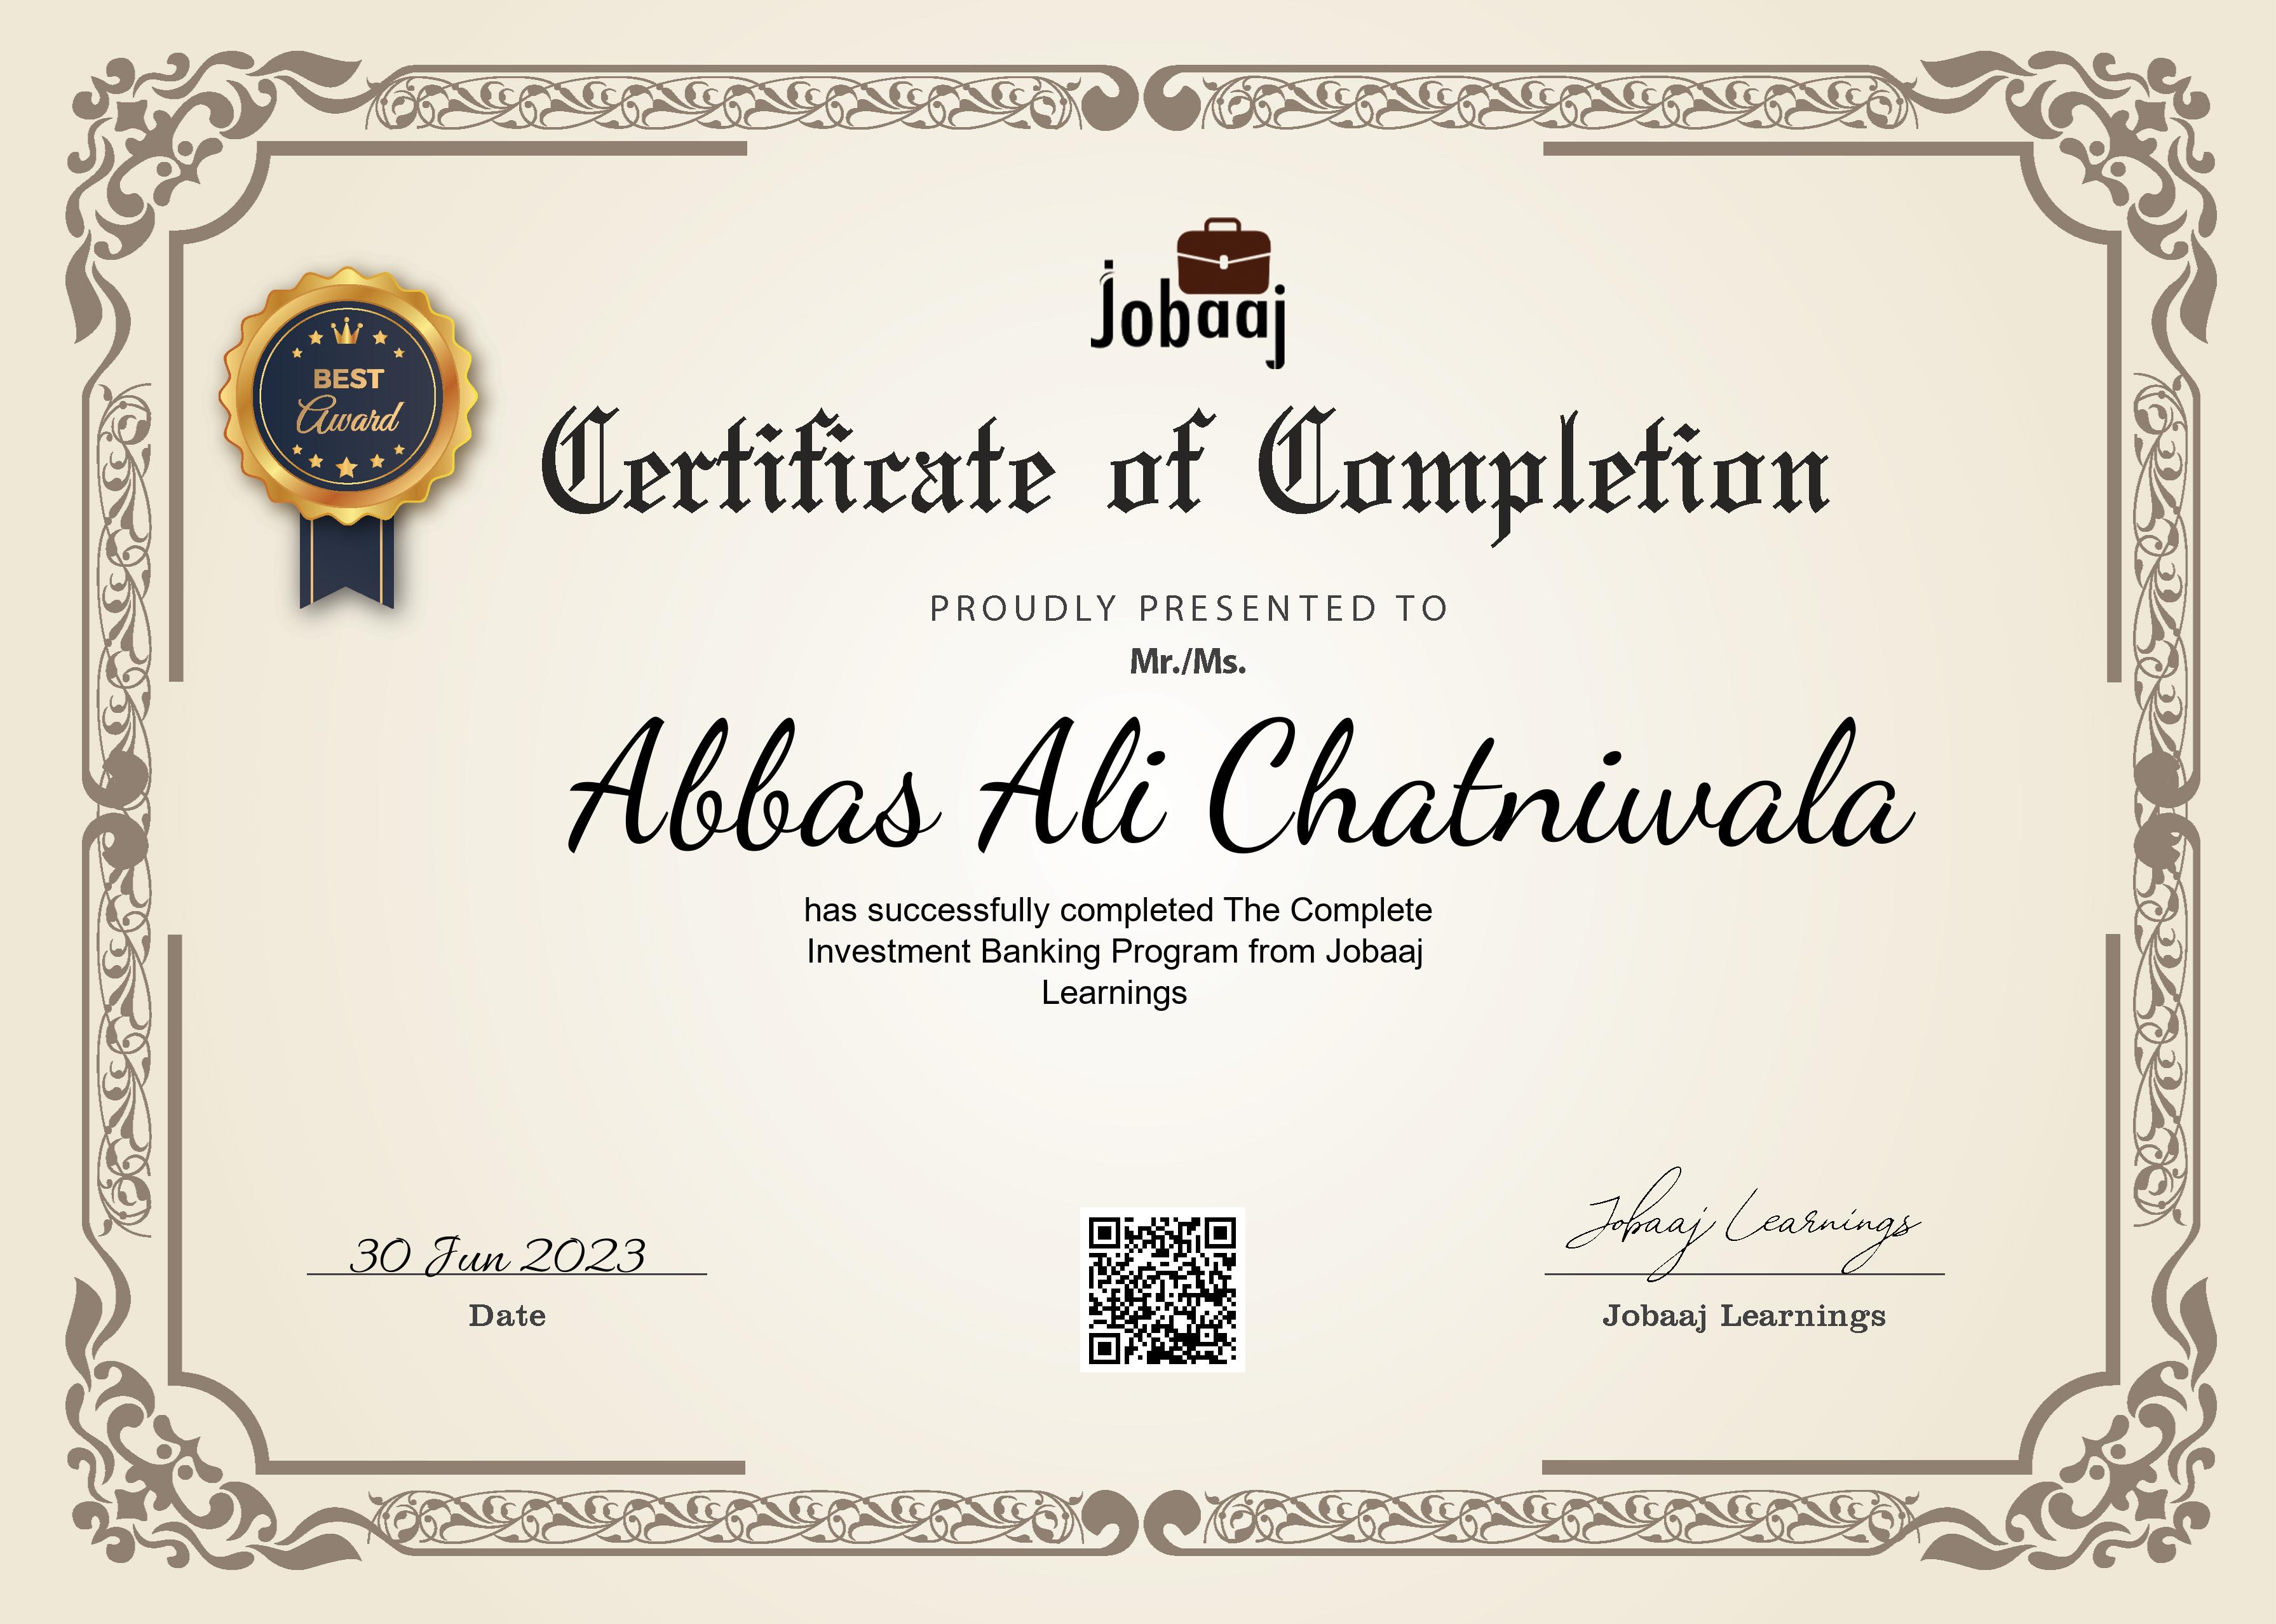 jobaaj
BEST
Award
Certificate of Completion
PROUDLY PRESENTED TO
Mr./Ms.
Abbas Ali Chatniwala
has successfully completed The Complete
Investment Banking Program from Jobaaj
Learnings
30 Jun 2023
Date
Jobaaj Learnings
Jobaaj Learnings